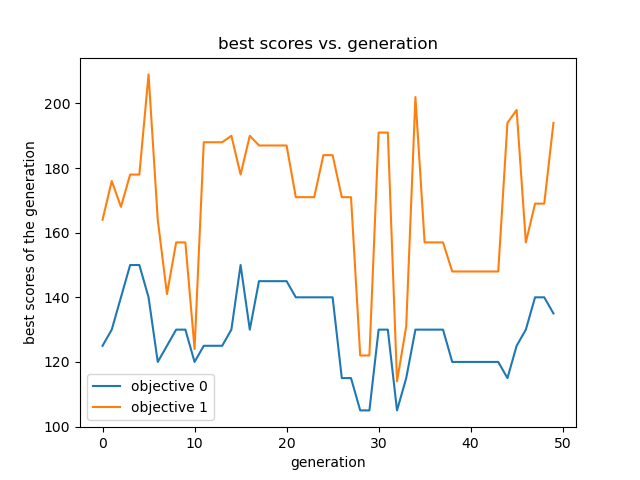 best scores vs. generation
best scores of the generation
200
180
160
140
120
100
objective 0
objective 1
0 10 20 30 40 50
generation